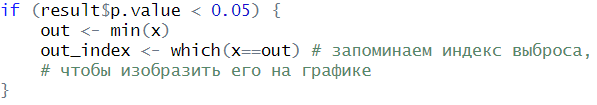 if (result$p.value < 0.05) {
    out <- min(x)
    out_index <- which(x==out) # запоминаем индекс выброса,
    # чтобы изобразить его на графике
}